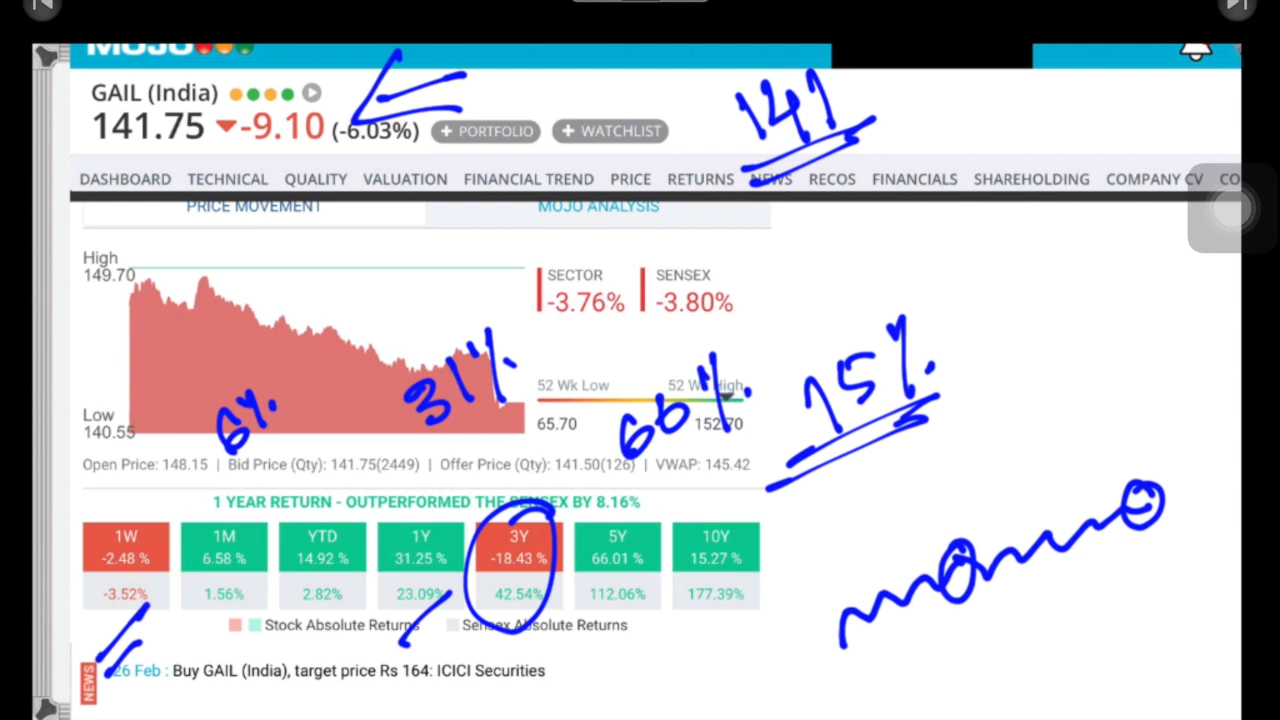 MOJO
GAIL (India)
141.75 ▼-9.10 (-6.03%) + PORTFOLIO + WATCHLIST
141
DASHBOARD TECHNICAL QUALITY VALUATION FINANCIAL TREND PRICE RETURNS NEWS RECOS FINANCIALS SHAREHOLDING COMPANY CV CO
PRICE MOVEMENT MOJO ANALYSIS
High
149.70
SECTOR SENSEX
-3.76% -3.80%
6% 31% 66% 15%
52 Wk Low 52 W High
65.70 152.70
Low
140.55
Open Price: 148.15 | Bid Price (Qty): 141.75(2449) | Offer Price (Qty): 141.50(126) | VWAP: 145.42
1 YEAR RETURN - OUTPERFORMED THE SENSEX BY 8.16%
1W 1M YTD 1Y 3Y 5Y 10Y
-2.48 % 6.58 % 14.92 % 31.25 % -18.43 % 66.01 % 15.27 %
-3.52% 1.56% 2.82% 23.09% 42.54% 112.06% 177.39%
Stock Absolute Returns Sensex Absolute Returns
NEWS
26 Feb : Buy GAIL (India), target price Rs 164: ICICI Securities